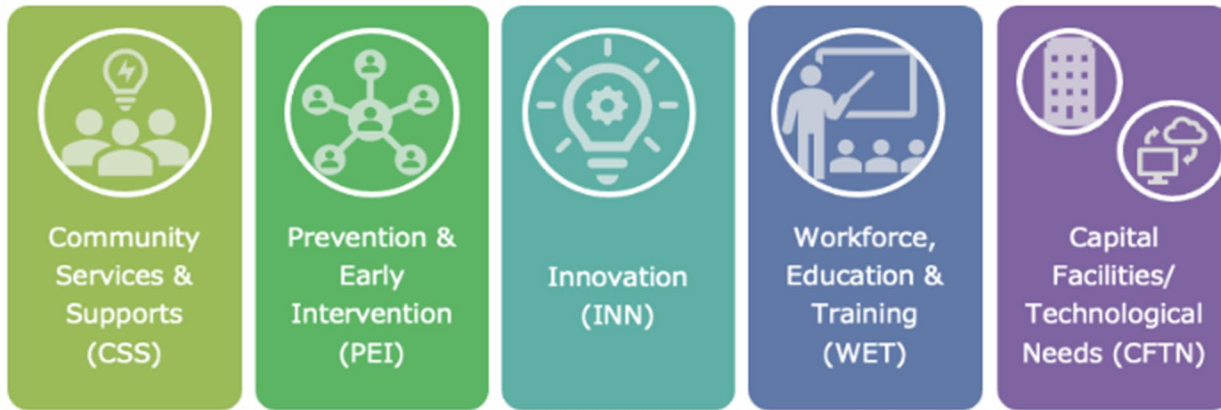 Community
Services &
Supports
(CSS)
Prevention &
Early
Intervention
(PEI)
Innovation
(INN)
Workforce,
Education &
Training
(WET)
Capital
Facilities/
Technological
Needs (CFTN)